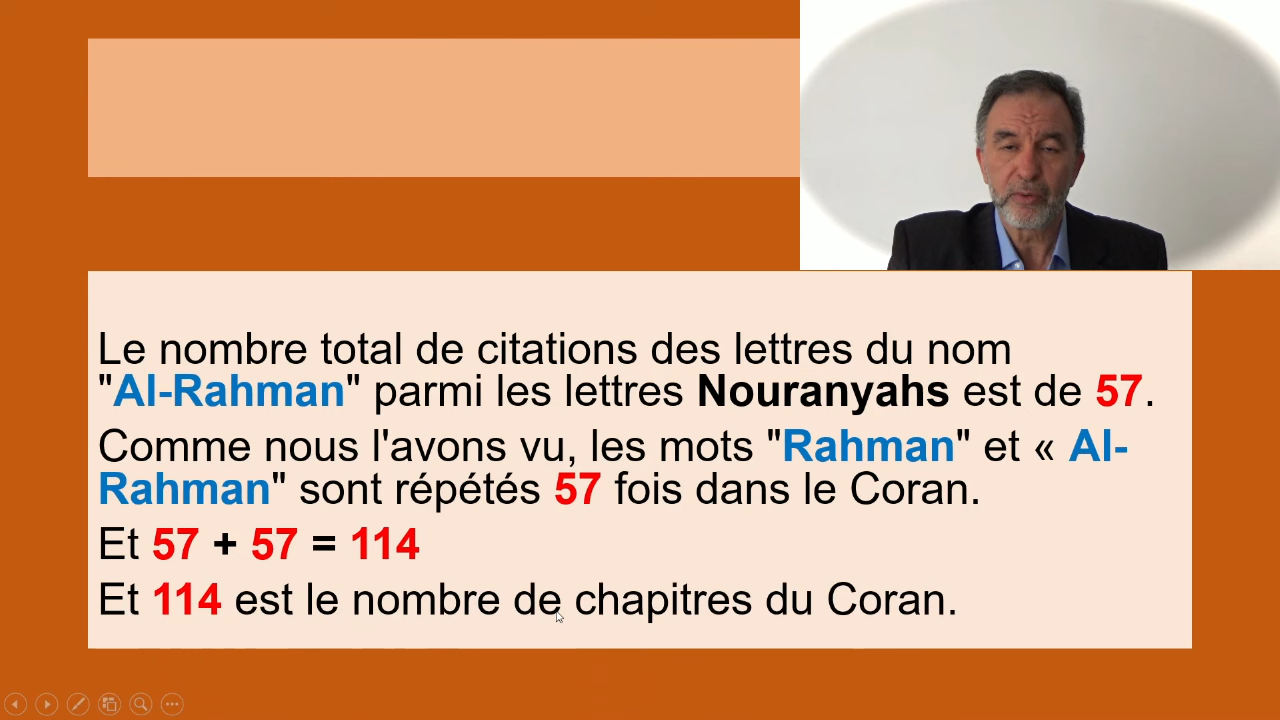 Le nombre total de citations des lettres du nom
"Al-Rahman" parmi les lettres Nouranyahs est de 57.
Comme nous l'avons vu, les mots "Rahman" et « Al-
Rahman" sont répétés 57 fois dans le Coran.
Et 57 + 57 = 114
Et 114 est le nombre de chapitres du Coran.